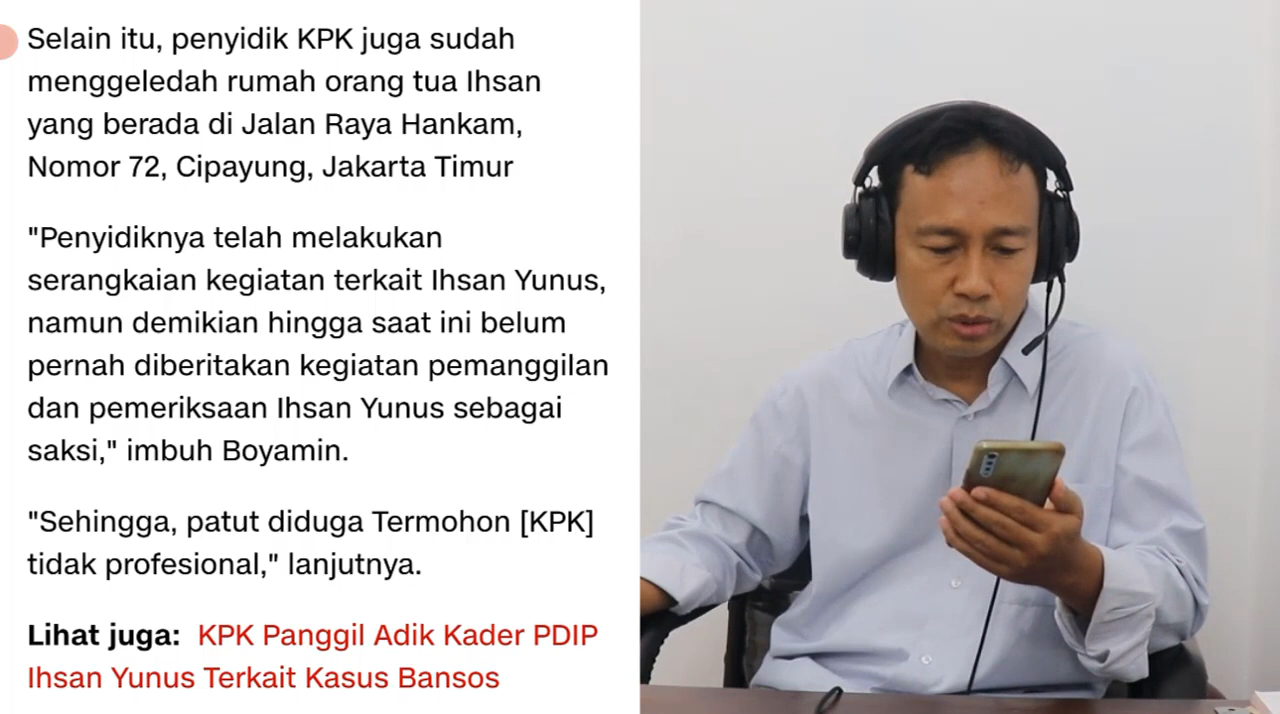 Selain itu, penyidik KPK juga sudah
menggeledah rumah orang tua Ihsan
yang berada di Jalan Raya Hankam,
Nomor 72, Cipayung, Jakarta Timur
"Penyidiknya telah melakukan
serangkaian kegiatan terkait Ihsan Yunus,
namun demikian hingga saat ini belum
pernah diberitakan kegiatan pemanggilan
dan pemeriksaan Ihsan Yunus sebagai
saksi," imbuh Boyamin.
"Sehingga, patut diduga Termohon [KPK]
tidak profesional," lanjutnya.
Lihat juga: KPK Panggil Adik Kader PDIP
Ihsan Yunus Terkait Kasus Bansos